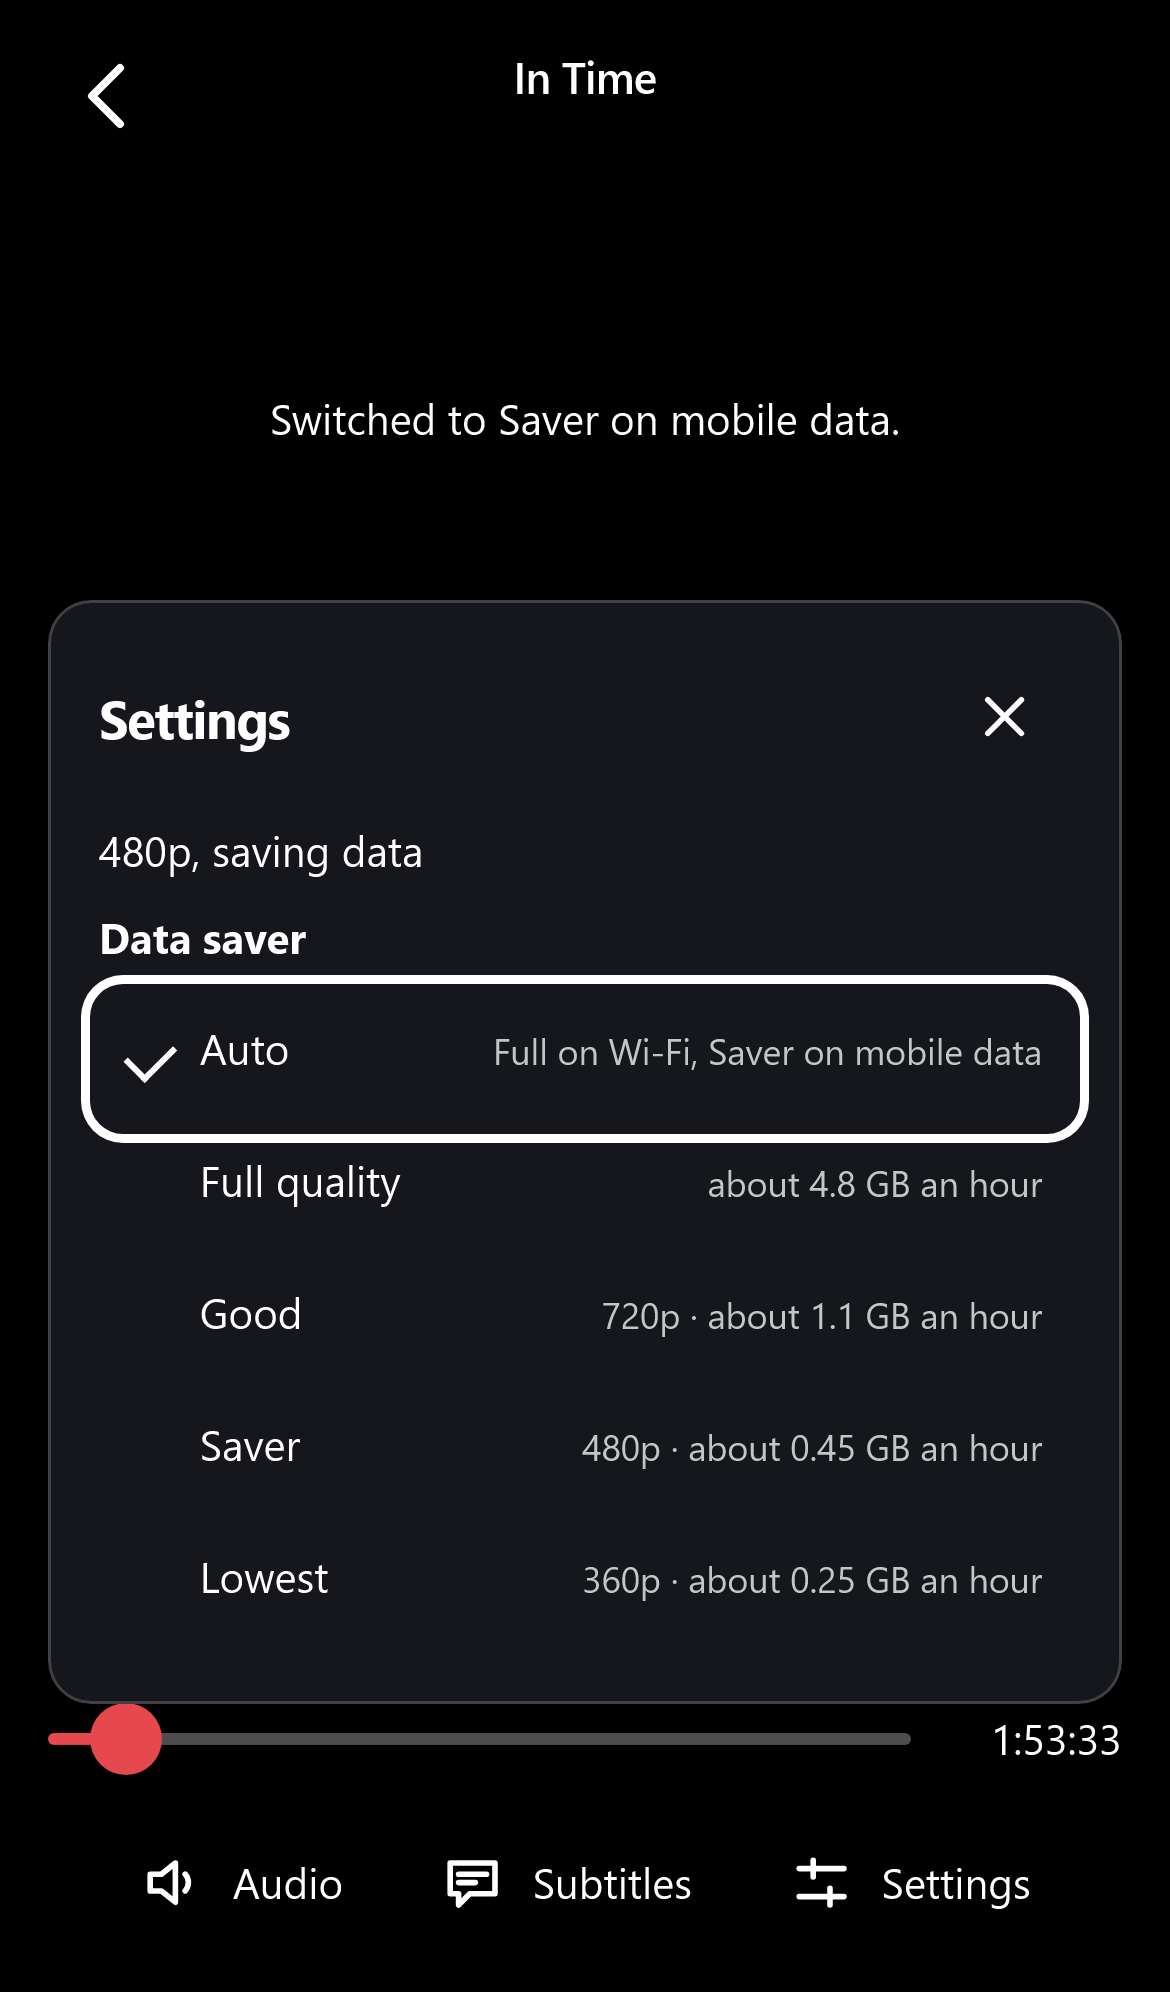 In Time
Switched to Saver on mobile data.
Settings
480p, saving data
Data saver
Auto Full on Wi-Fi, Saver on mobile data
Full quality about 4.8 GB an hour
Good 720p · about 1.1 GB an hour
Saver 480p · about 0.45 GB an hour
Lowest 360p · about 0.25 GB an hour
1:53:33
Audio Subtitles Settings